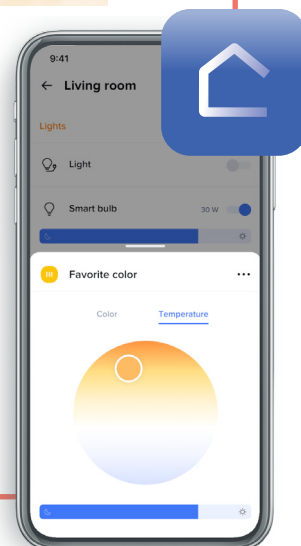 9:41
Living room
Lights
Light
Smart bulb
30 W
Favorite color
Color
Temperature